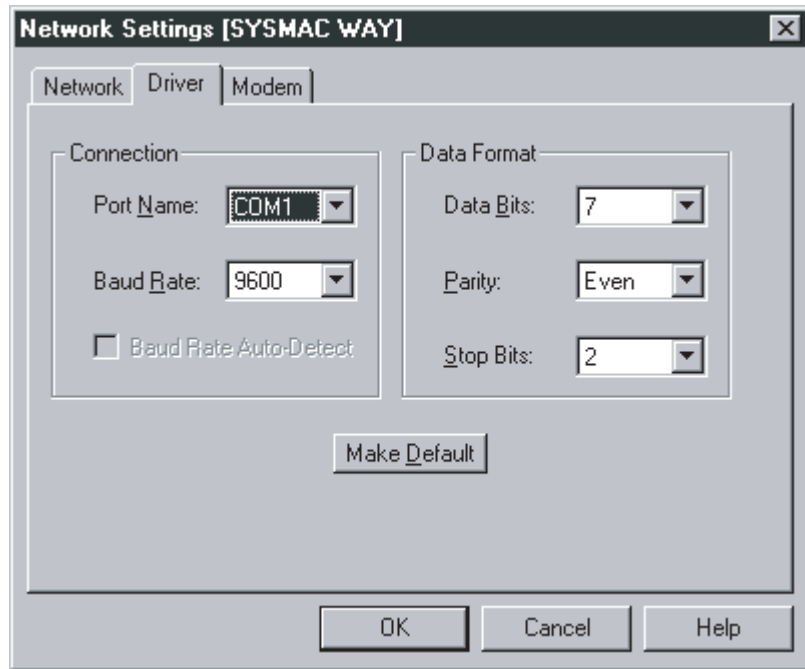 Network Settings [SYSMAC WAY]
Network Driver Modem
Connection
Port Name: COM1
Baud Rate: 9600
Baud Rate Auto-Detect
Data Format
Data Bits: 7
Parity: Even
Stop Bits: 2
Make Default
OK Cancel Help